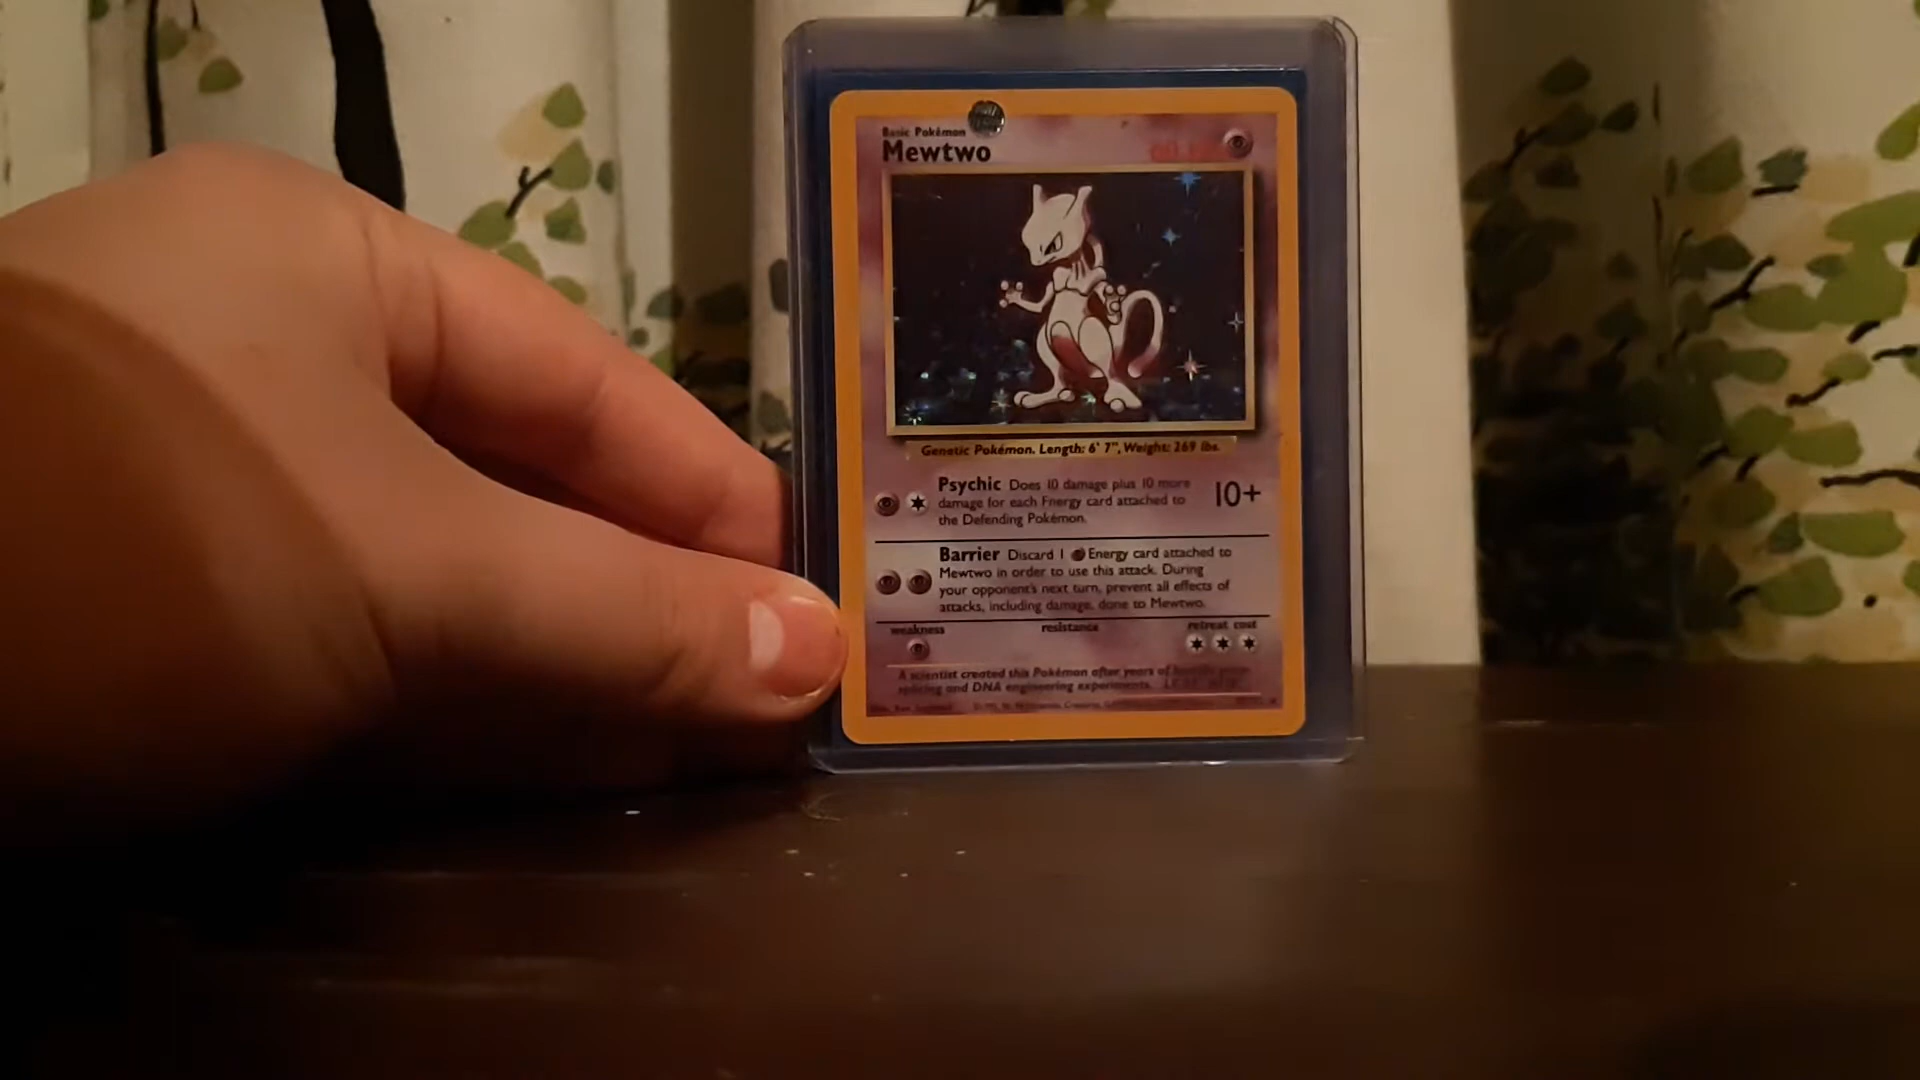 Basic Pokémon
Mewtwo
Genetic Pokémon. Length: 6' 7", Weight: 269 lbs.
Psychic Does 10 damage plus 10 more
damage for each Energy card attached to
the Defending Pokémon.
10+
Barrier Discard 1 Energy card attached to
Mewtwo in order to use this attack. During
your opponent's next turn, prevent all effects of
attacks, including damage, done to Mewtwo.
weakness resistance retreat cost
A scientist created this Pokémon after years of
splicing and DNA engineering experiments.